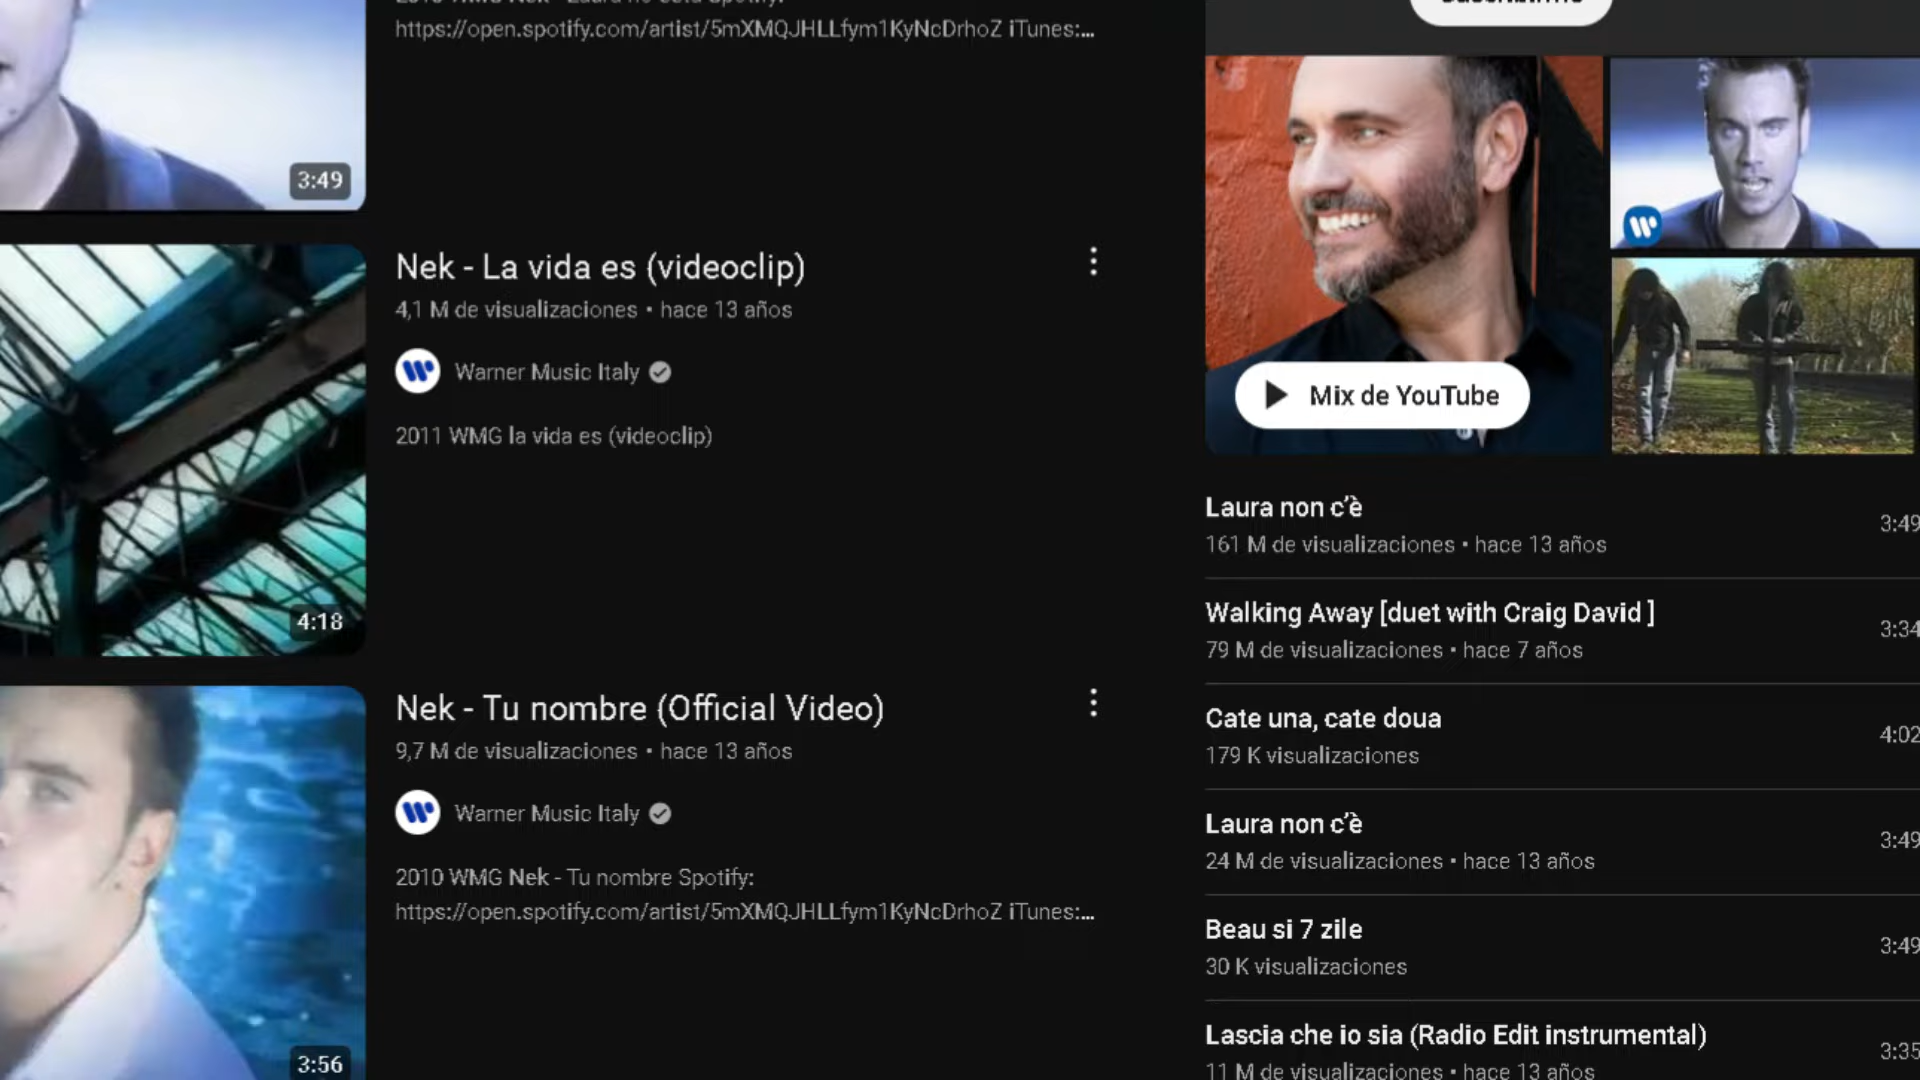 https://open.spotify.com/artist/5mXMQJHLLfym1KyNcDrhoZ iTunes:...
3:49
Nek - La vida es (videoclip)
4,1 M de visualizaciones • hace 13 años
Warner Music Italy
2011 WMG la vida es (videoclip)
4:18
Nek - Tu nombre (Official Video)
9,7 M de visualizaciones • hace 13 años
Warner Music Italy
2010 WMG Nek - Tu nombre Spotify:
https://open.spotify.com/artist/5mXMQJHLLfym1KyNcDrhoZ iTunes:...
3:56
Mix de YouTube
Laura non c'è
3:49
161 M de visualizaciones • hace 13 años
Walking Away [duet with Craig David ]
3:34
79 M de visualizaciones • hace 7 años
Cate una, cate doua
4:02
179 K visualizaciones
Laura non c'è
3:49
24 M de visualizaciones • hace 13 años
Beau si 7 zile
3:49
30 K visualizaciones
Lascia che io sia (Radio Edit instrumental)
3:35
11 M de visualizaciones • hace 13 años